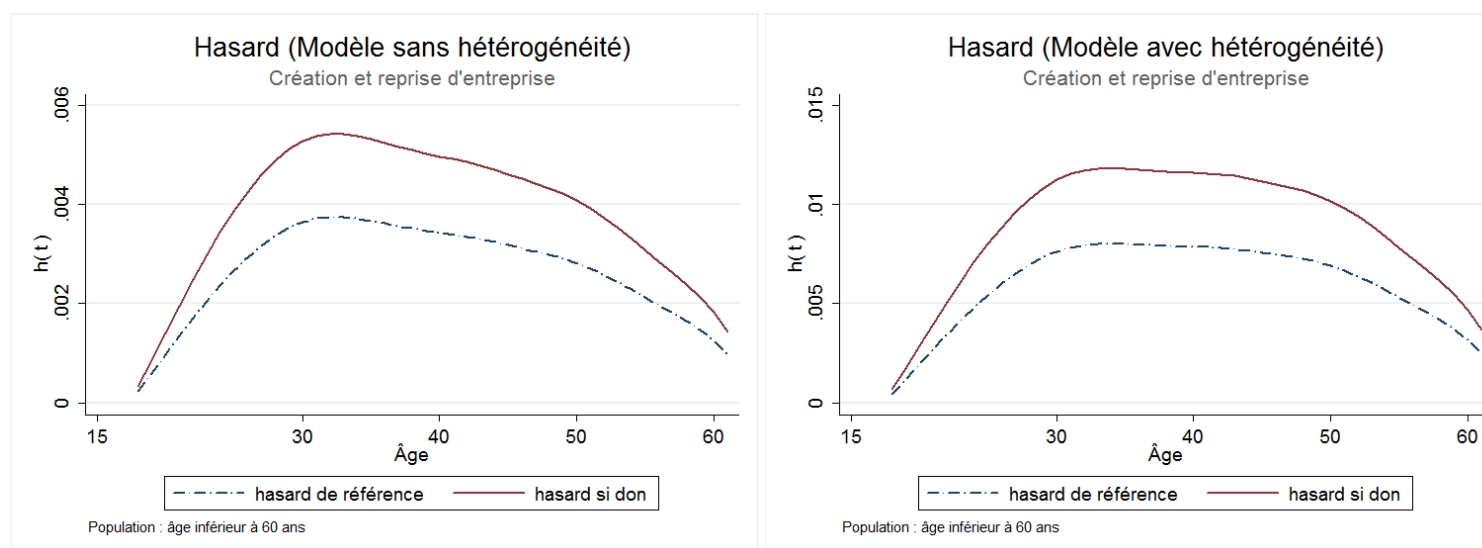 Hasard (Modèle sans hétérogénéité)
Création et reprise d'entreprise
.006
.004
.002
0
h( t )
15 30 40 50 60
Âge
hasard de référence hasard si don
Population : âge inférieur à 60 ans
Hasard (Modèle avec hétérogénéité)
Création et reprise d'entreprise
.015
.01
.005
0
h( t )
15 30 40 50 60
Âge
hasard de référence hasard si don
Population : âge inférieur à 60 ans